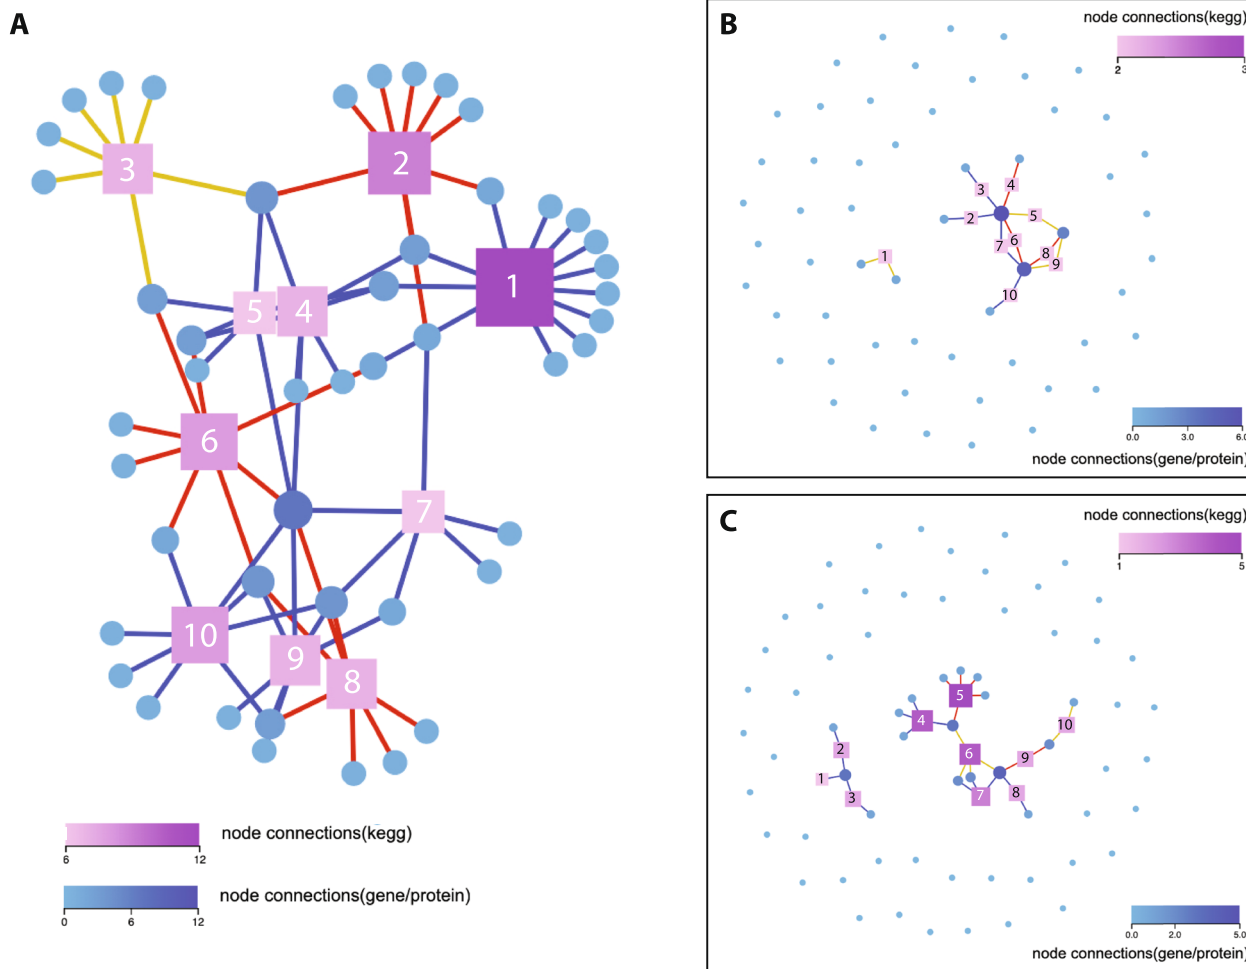 A
3
2
1
5
4
6
7
10
9
8
node connections(kegg)
6 12
node connections(gene/protein)
0 6 12
B
node connections(kegg)
2 3
4
3
2
5
6
7
8
9
1
10
0.0 3.0 6.0
node connections(gene/protein)
C
node connections(kegg)
1 5
5
4
10
2
6
9
1
3
7
8
0.0 2.0 5.0
node connections(gene/protein)